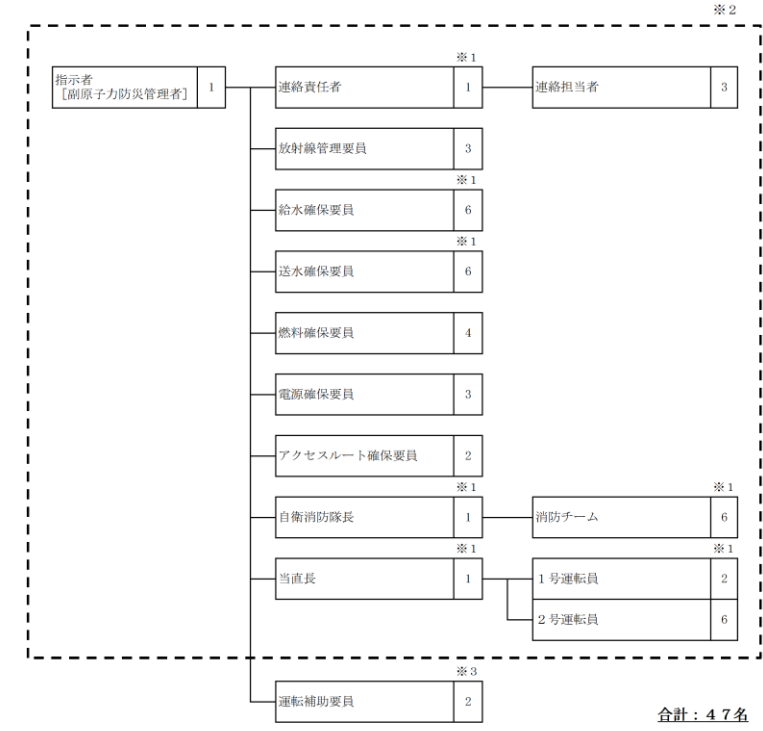 ※2
※1
指示者
[副原子力防災管理者] 1
連絡責任者 1
連絡担当者 3
放射線管理要員 3
※1
給水確保要員 6
※1
送水確保要員 6
燃料確保要員 4
電源確保要員 3
アクセスルート確保要員 2
※1 ※1
自衛消防隊長 1
消防チーム 6
※1 ※1
当直長 1
1号運転員 2
2号運転員 6
※3
運転補助要員 2
合計:47名